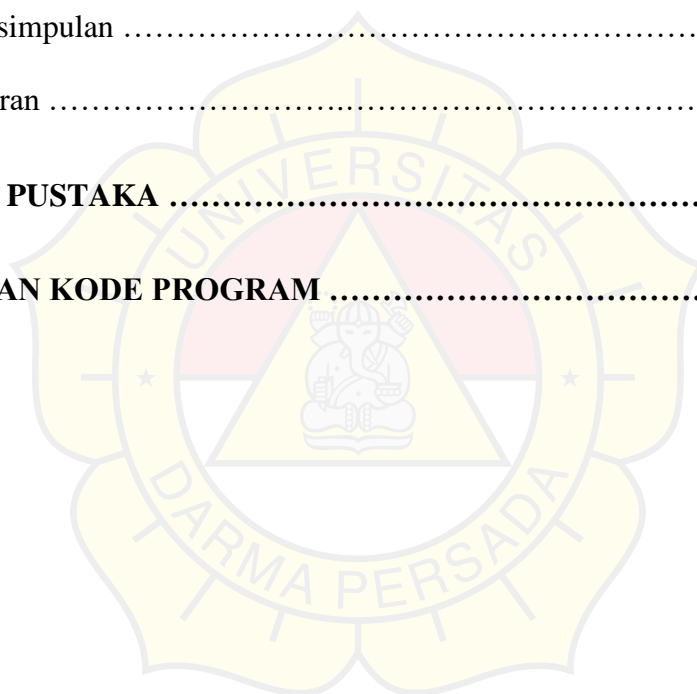 simpulan ……………………………………………………
ran ………………………..……………………………………
PUSTAKA ……………………………………………………
AN KODE PROGRAM …………………………………
UNIVERSITAS
DARMA PERSADA